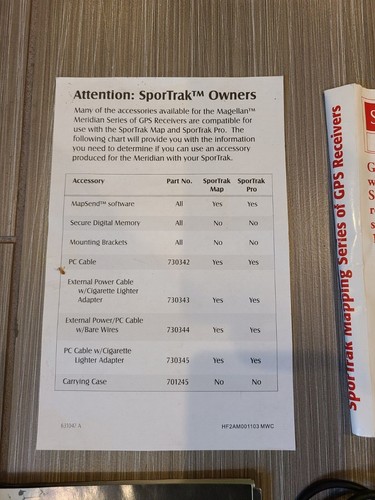 Attention: SporTrak™ Owners
Many of the accessories available for the Magellan™
Meridian Series of GPS Receivers are compatible for
use with the SporTrak Map and SporTrak Pro. The
following chart will provide you with the information
you need to determine if you can use an accessory
produced for the Meridian with your SporTrak.
Accessory Part No. SporTrak Map SporTrak Pro
MapSend™ software All Yes Yes
Secure Digital Memory All No No
Mounting Brackets All No No
PC Cable 730342 Yes Yes
External Power Cable
w/Cigarette Lighter
Adapter 730343 Yes Yes
External Power/PC Cable
w/Bare Wires 730344 Yes Yes
PC Cable w/Cigarette
Lighter Adapter 730345 Yes Yes
Carrying Case 701245 No No
HF2AM001103 MWC
SporTrak Mapping Series of GPS Receivers